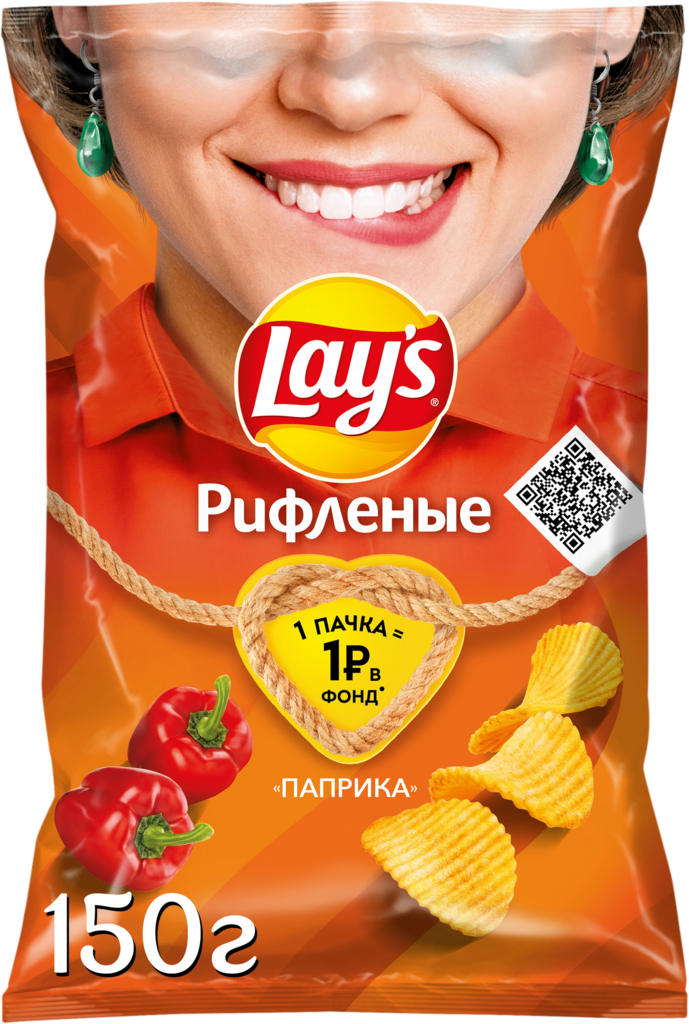 Lay's®
Рифленые
1 ПАЧКА =
1₽ В
ФОНД*
«ПАПРИКА»
150г